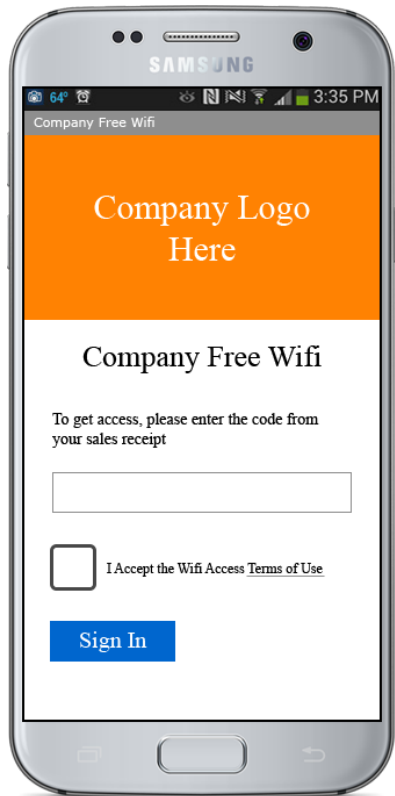 SAMSUNG
64° 3:35 PM
Company Free Wifi
Company Logo
Here
Company Free Wifi
To get access, please enter the code from
your sales receipt
I Accept the Wifi Access Terms of Use
Sign In